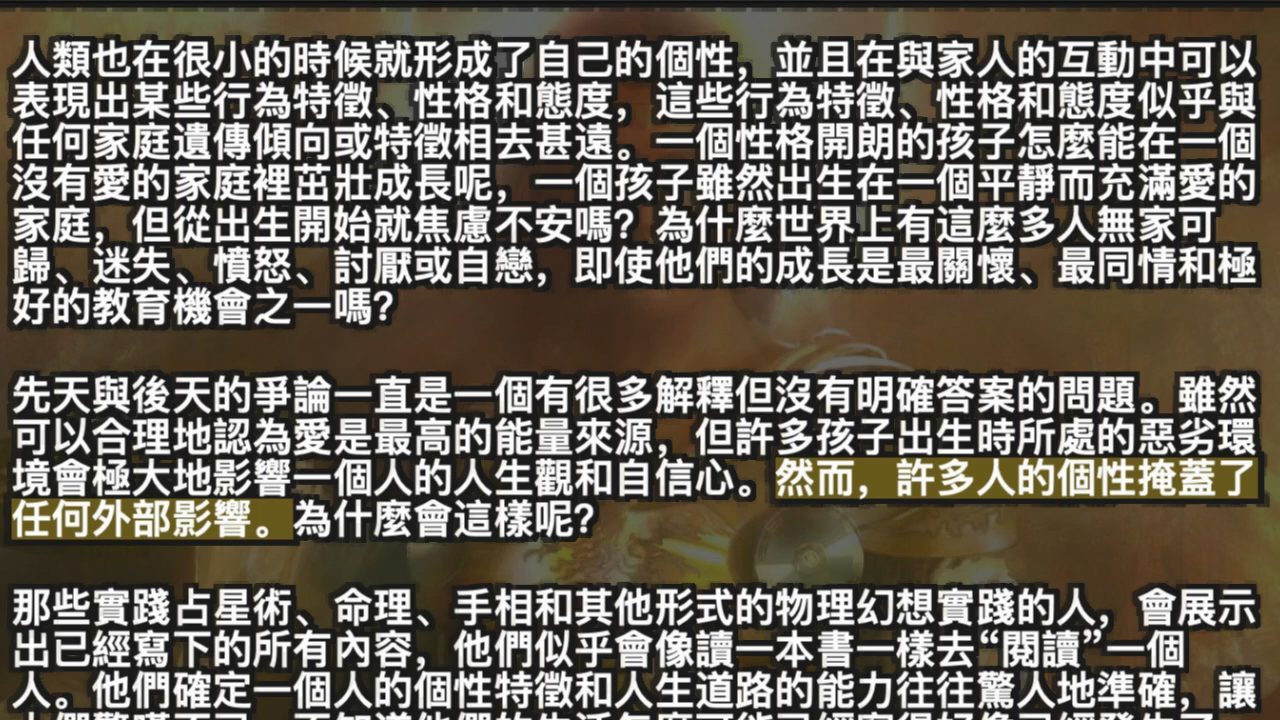 人類也在很小的時候就形成了自己的個性，並且在與家人的互動中可以
表現出某些行為特徵、性格和態度，這些行為特徵、性格和態度似乎與
任何家庭遺傳傾向或特徵相去甚遠。一個性格開朗的孩子怎麼能在一個
沒有愛的家庭裡茁壯成長呢，一個孩子雖然出生在一個平靜而充滿愛的
家庭，但從出生開始就焦慮不安嗎？為什麼世界上有這麼多人無家可
歸、迷失、憤怒、討厭或自戀，即使他們的成長是最關懷、最同情和極
好的教育機會之一嗎？
先天與後天的爭論一直是一個有很多解釋但沒有明確答案的問題。雖然
可以合理地認為愛是最高的能量來源，但許多孩子出生時所處的惡劣環
境會極大地影響一個人的人生觀和自信心。然而，許多人的個性掩蓋了
任何外部影響。為什麼會這樣呢？
那些實踐占星術、命理、手相和其他形式的物理幻想實踐的人，會展示
出已經寫下的所有內容，他們似乎會像讀一本書一樣去“閱讀”一個
人。他們確定一個人的個性特徵和人生道路的能力往往驚人地準確，讓